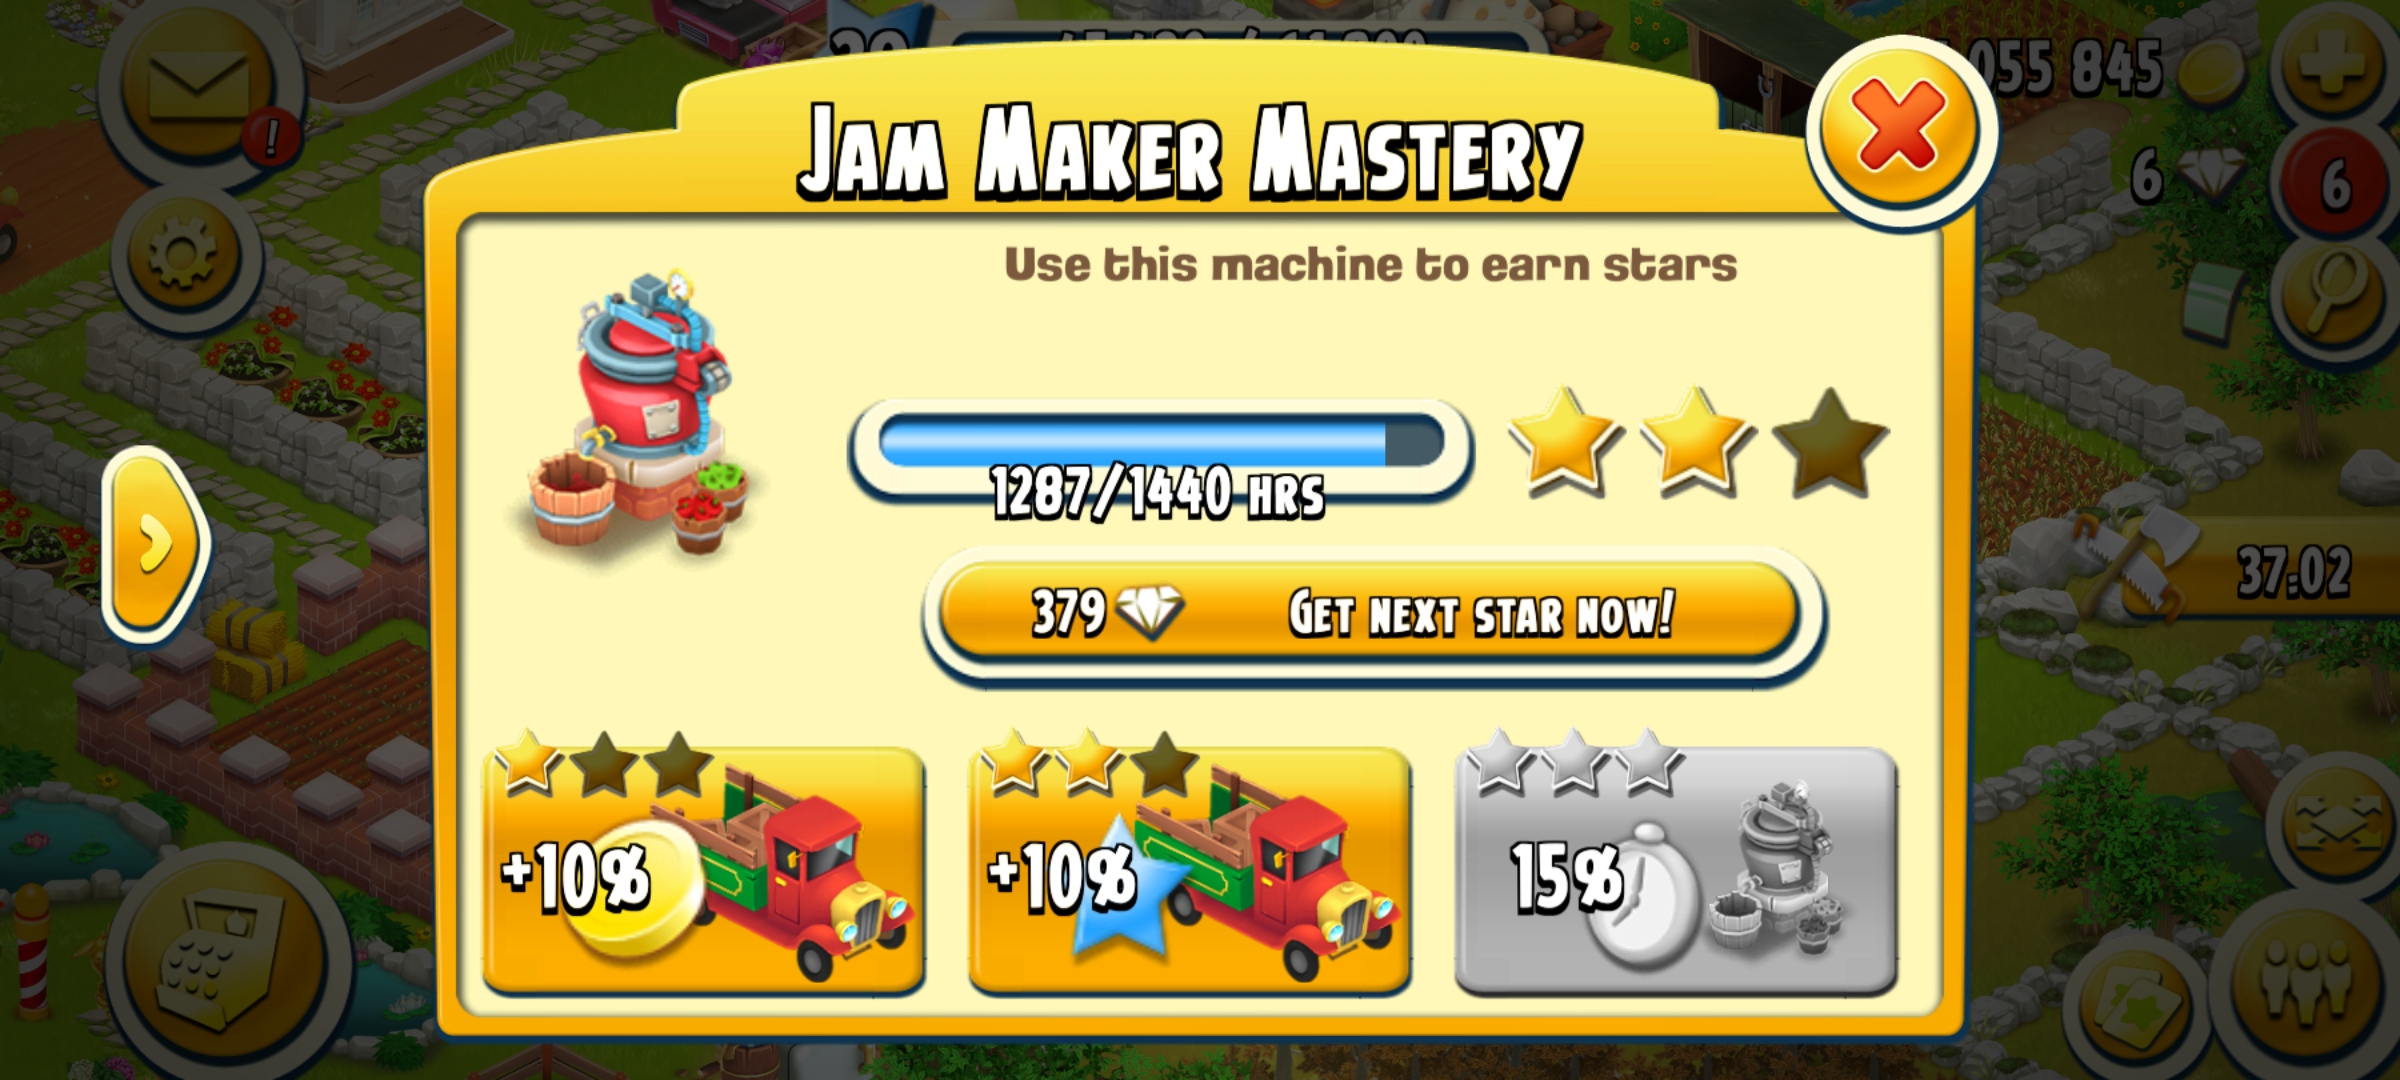 JAM MAKER MASTERY
055 845
6
6
!
Use this machine to earn stars
1287/1440 HRS
379 GET NEXT STAR NOW!
37:02
+10%
+10%
15%